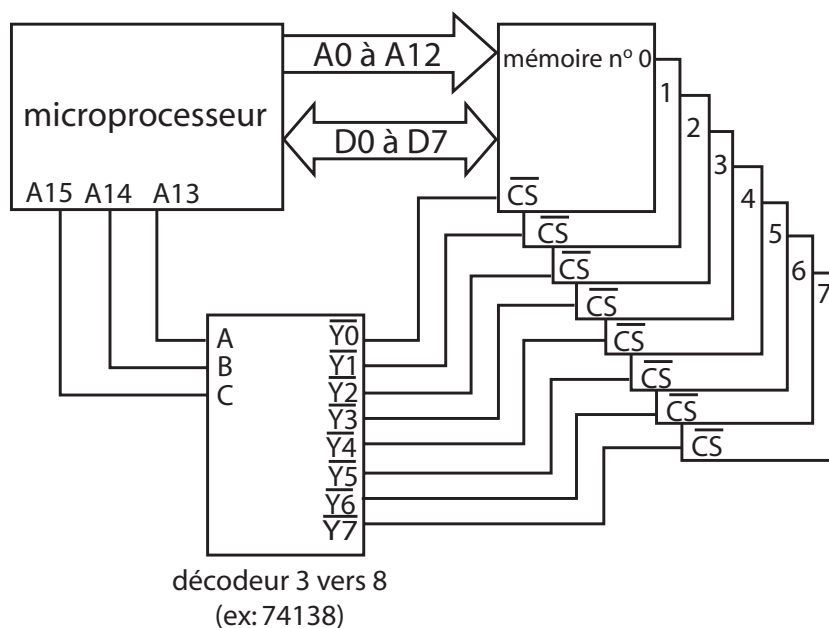 A0 à A12
mémoire nº 0
microprocesseur
D0 à D7
1
2
3
4
5
6
7
A15 A14 A13
CS
CS
CS
CS
CS
CS
CS
CS
A
B
C
Y0
Y1
Y2
Y3
Y4
Y5
Y6
Y7
décodeur 3 vers 8
(ex: 74138)